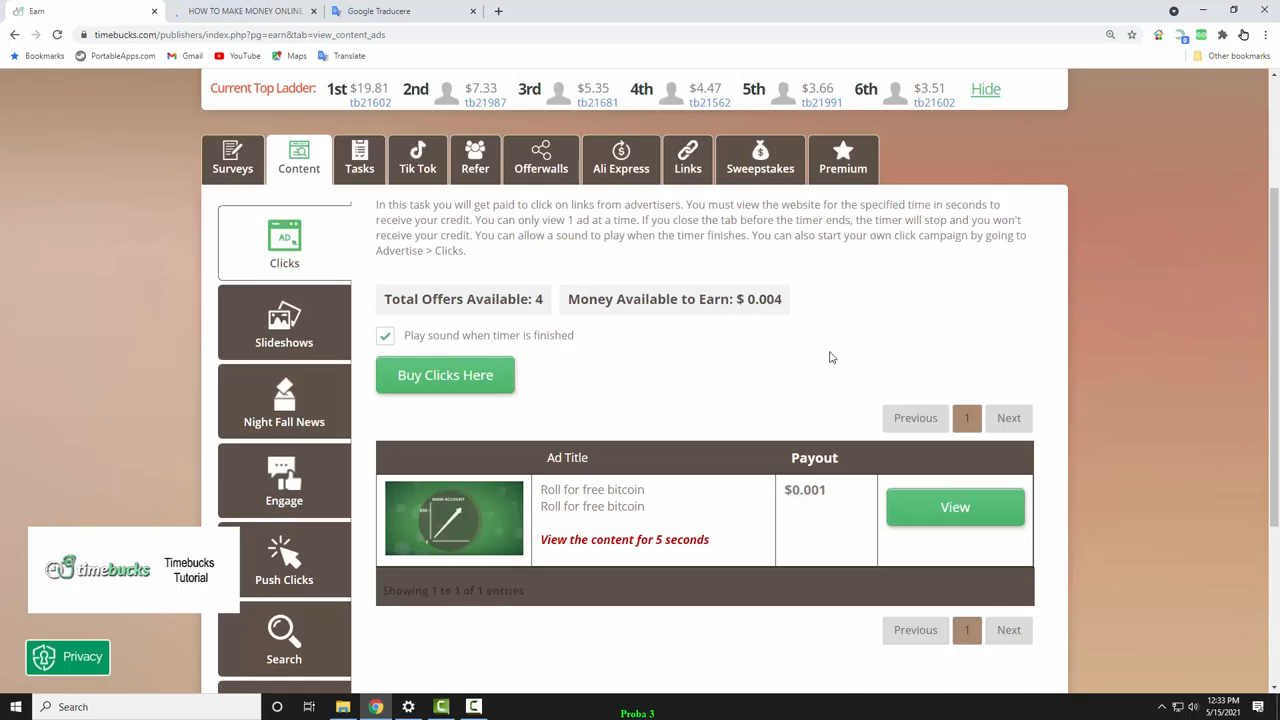 Earn
HOW TO MAKE MONEY ONLINE
Google Traducere
timebucks.com/publishers/index.php?pg=earn&tab=view_content_ads
Bookmarks
PortableApps.com
Gmail
YouTube
Maps
Translate
Other bookmarks
Current Top Ladder:
1st $19.81 tb21602
2nd $7.33 tb21987
3rd $5.35 tb21681
4th $4.47 tb21562
5th $3.66 tb21991
6th $3.51 tb21602
Hide
Surveys
Content
Tasks
Tik Tok
Refer
Offerwalls
Ali Express
Links
Sweepstakes
Premium
In this task you will get paid to click on links from advertisers. You must view the website for the specified time in seconds to
receive your credit. You can only view 1 ad at a time. If you close the tab before the timer ends, the timer will stop and you won't
receive your credit. You can allow a sound to play when the timer finishes. You can also start your own click campaign by going to
Advertise > Clicks.
AD
Clicks
Slideshows
Night Fall News
Engage
Push Clicks
Search
Total Offers Available: 4
Money Available to Earn: $ 0.004
Play sound when timer is finished
Buy Clicks Here
Previous 1 Next
Ad Title
Payout
BANK ACCOUNT
Roll for free bitcoin
Roll for free bitcoin
View the content for 5 seconds
$0.001
View
Showing 1 to 1 of 1 entries
Previous 1 Next
timebucks
Timebucks
Tutorial
Privacy
Search
12:33 PM
5/15/2021
Proba 3